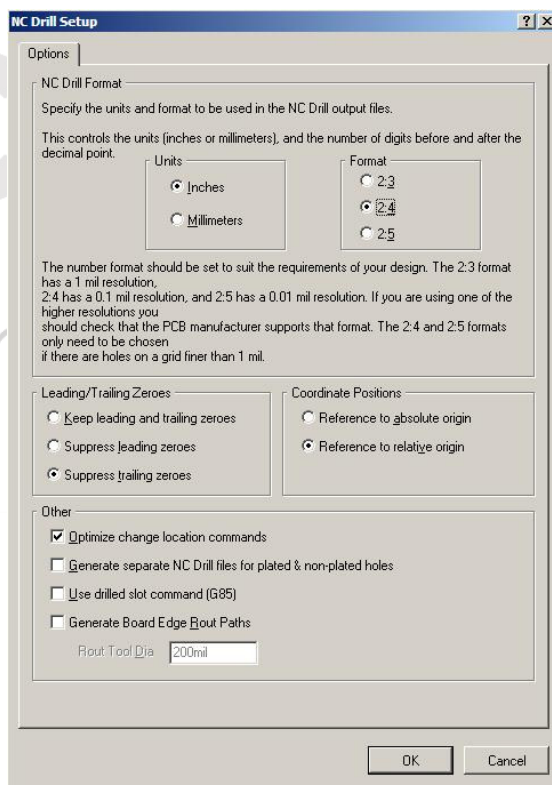 NC Drill Setup
Options
NC Drill Format
Specify the units and format to be used in the NC Drill output files.
This controls the units (inches or millimeters), and the number of digits before and after the
decimal point.
Units
Inches
Millimeters
Format
2:3
2:4
2:5
The number format should be set to suit the requirements of your design. The 2:3 format
has a 1 mil resolution,
2:4 has a 0.1 mil resolution, and 2:5 has a 0.01 mil resolution. If you are using one of the
higher resolutions you
should check that the PCB manufacturer supports that format. The 2:4 and 2:5 formats
only need to be chosen
if there are holes on a grid finer than 1 mil.
Leading/Trailing Zeroes
Keep leading and trailing zeroes
Suppress leading zeroes
Suppress trailing zeroes
Coordinate Positions
Reference to absolute origin
Reference to relative origin
Other
Optimize change location commands
Generate separate NC Drill files for plated & non-plated holes
Use drilled slot command (G85)
Generate Board Edge Rout Paths
Rout Tool Dia 200mil
OK Cancel